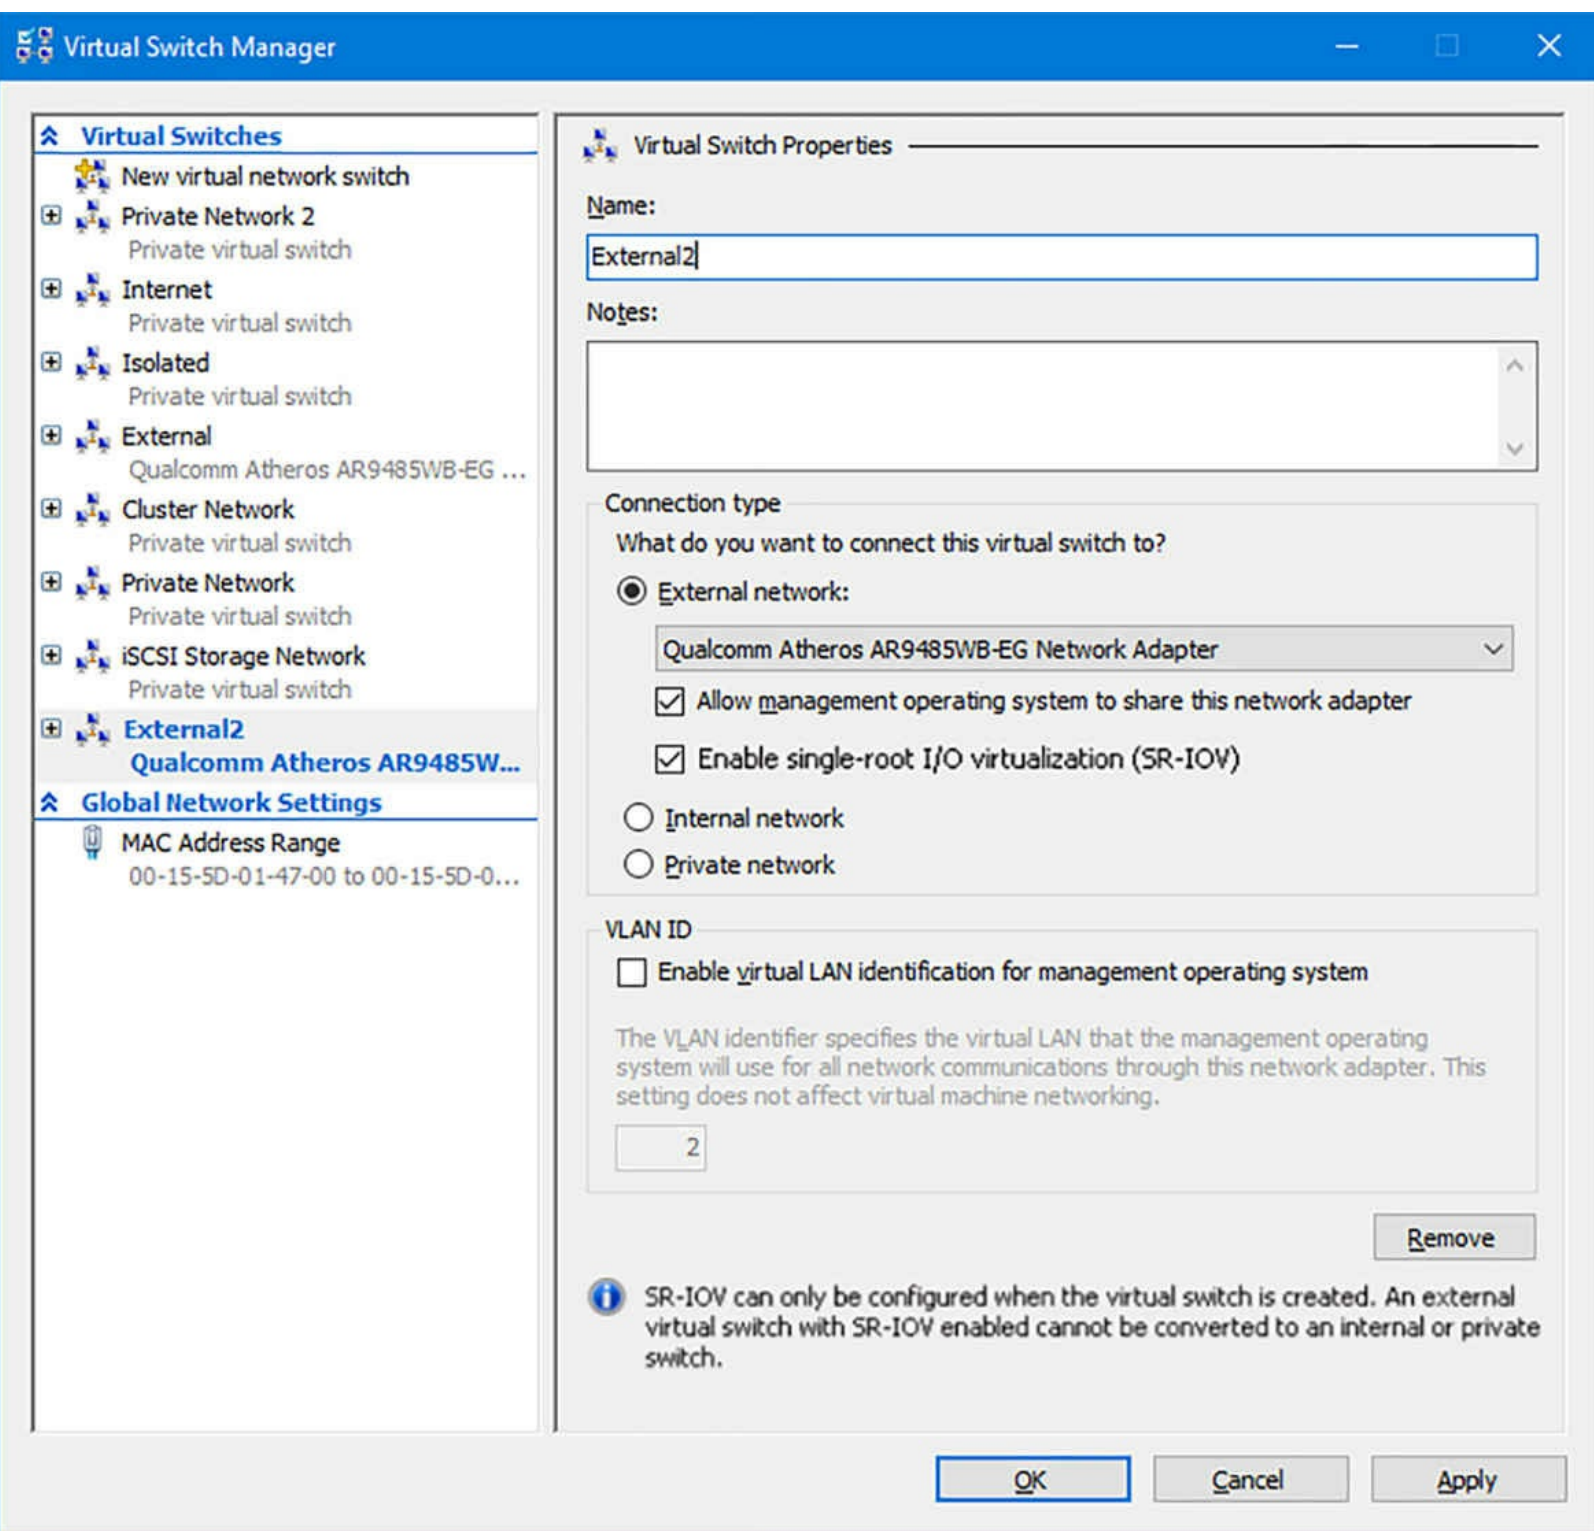 Virtual Switch Manager
Virtual Switches
New virtual network switch
Private Network 2
Private virtual switch
Internet
Private virtual switch
Isolated
Private virtual switch
External
Qualcomm Atheros AR9485WB-EG ...
Cluster Network
Private virtual switch
Private Network
Private virtual switch
iSCSI Storage Network
Private virtual switch
External2
Qualcomm Atheros AR9485W...
Global Network Settings
MAC Address Range
00-15-5D-01-47-00 to 00-15-5D-0...
Virtual Switch Properties
Name:
External2
Notes:
Connection type
What do you want to connect this virtual switch to?
External network:
Qualcomm Atheros AR9485WB-EG Network Adapter
Allow management operating system to share this network adapter
Enable single-root I/O virtualization (SR-IOV)
Internal network
Private network
VLAN ID
Enable virtual LAN identification for management operating system
The VLAN identifier specifies the virtual LAN that the management operating
system will use for all network communications through this network adapter. This
setting does not affect virtual machine networking.
2
Remove
SR-IOV can only be configured when the virtual switch is created. An external
virtual switch with SR-IOV enabled cannot be converted to an internal or private
switch.
OK
Cancel
Apply